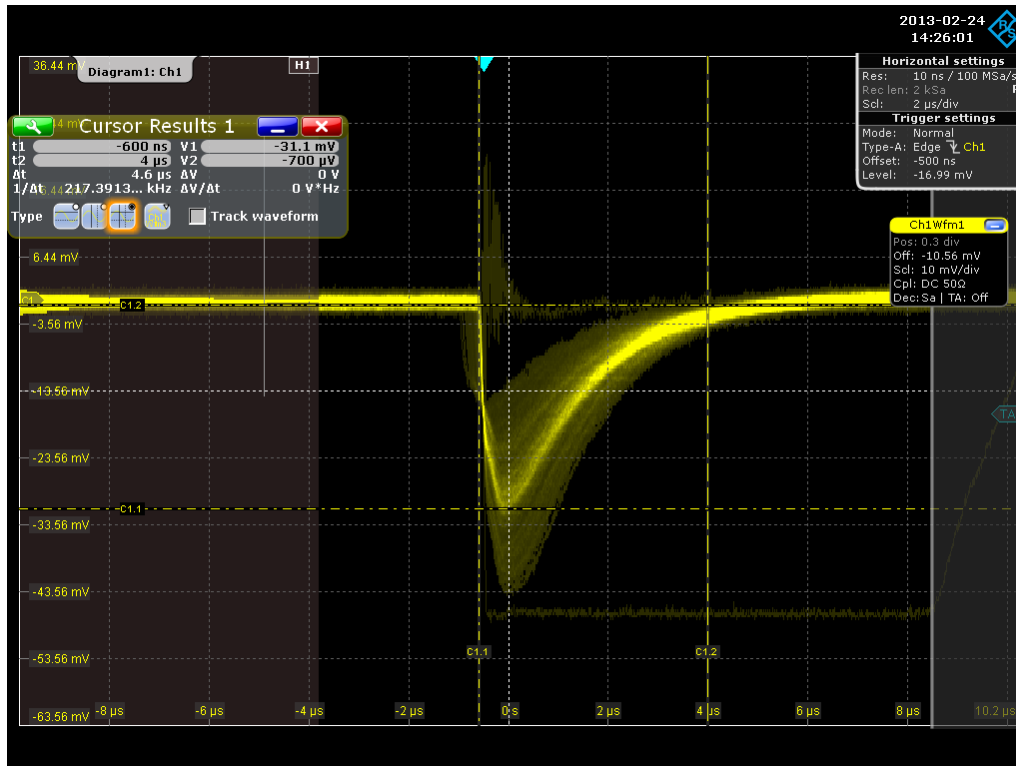 2013-02-24
14:26:01
36.44 m
Diagram1: Ch1
H1
Horizontal settings
Res: 10 ns / 100 MSa/s
Rec len: 2 kSa
Scl: 2 µs/div
Trigger settings
Mode: Normal
Type-A: Edge Ch1
Offset: -500 ns
Level: -16.99 mV
Cursor Results 1
t1 -600 ns V1 -31.1 mV
t2 4 µs V2 -700 µV
Δt 4.6 µs ΔV 0 V
1/Δt 217.3913... kHz ΔV/Δt 0 V*Hz
Type Track waveform
Ch1Wfm1
Pos: 0.3 div
Off: -10.56 mV
Scl: 10 mV/div
Cpl: DC 50Ω
Dec: Sa | TA: Off
6.44 mV
C1
C1.2
-3.56 mV
-13.56 mV
TA
-23.56 mV
C1.1
-33.56 mV
-43.56 mV
C1.1 C1.2
-53.56 mV
-63.56 mV
-8 µs -6 µs -4 µs -2 µs 0 s 2 µs 4 µs 6 µs 8 µs 10.2 µs